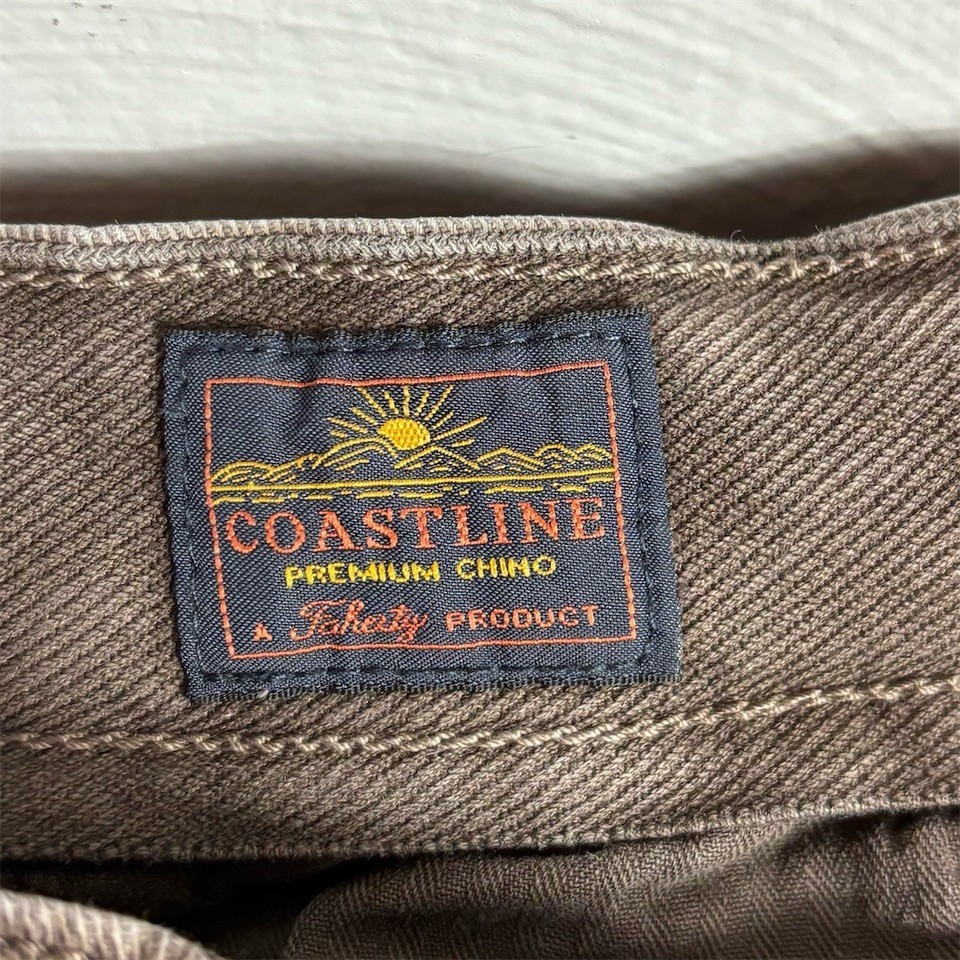 COASTLINE
PREMIUM CHINO
A Faherty PRODUCT